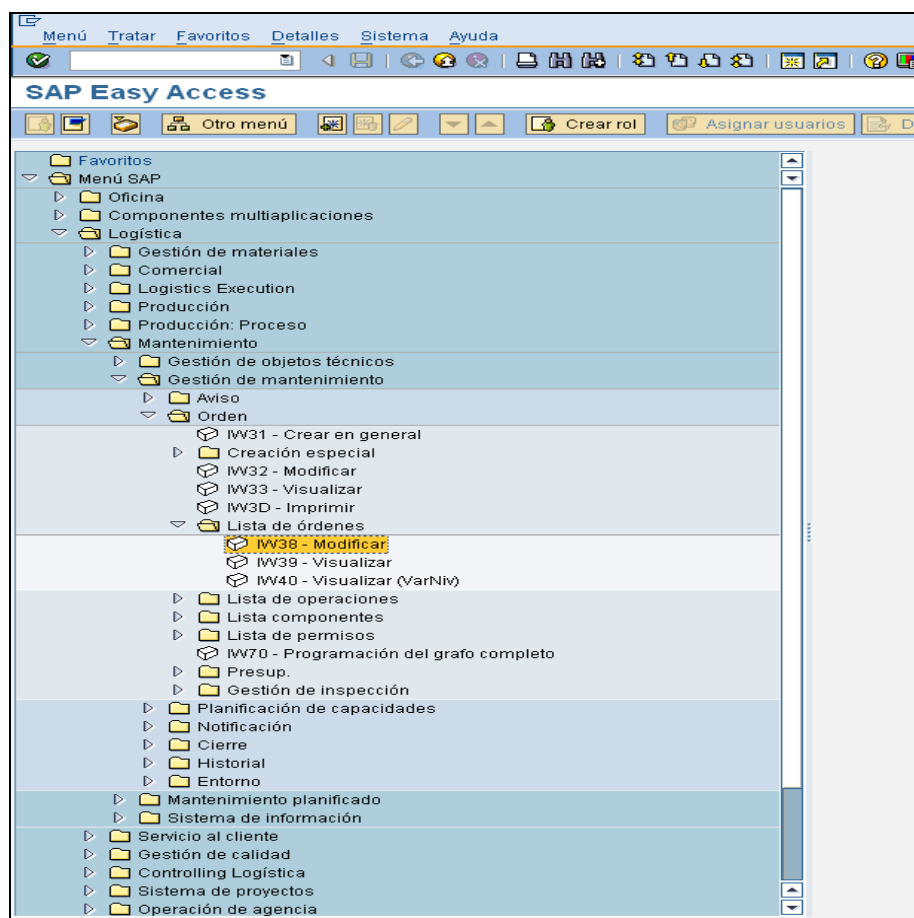 Menú Tratar Favoritos Detalles Sistema Ayuda
SAP Easy Access
Otro menú Crear rol Asignar usuarios D
Favoritos
Menú SAP
Oficina
Componentes multiaplicaciones
Logística
Gestión de materiales
Comercial
Logistics Execution
Producción
Producción: Proceso
Mantenimiento
Gestión de objetos técnicos
Gestión de mantenimiento
Aviso
Orden
IW31 - Crear en general
Creación especial
IW32 - Modificar
IW33 - Visualizar
IW3D - Imprimir
Lista de órdenes
IW38 - Modificar
IW39 - Visualizar
IW40 - Visualizar (VarNiv)
Lista de operaciones
Lista componentes
Lista de permisos
IW70 - Programación del grafo completo
Presup.
Gestión de inspección
Planificación de capacidades
Notificación
Cierre
Historial
Entorno
Mantenimiento planificado
Sistema de información
Servicio al cliente
Gestión de calidad
Controlling Logística
Sistema de proyectos
Operación de agencia